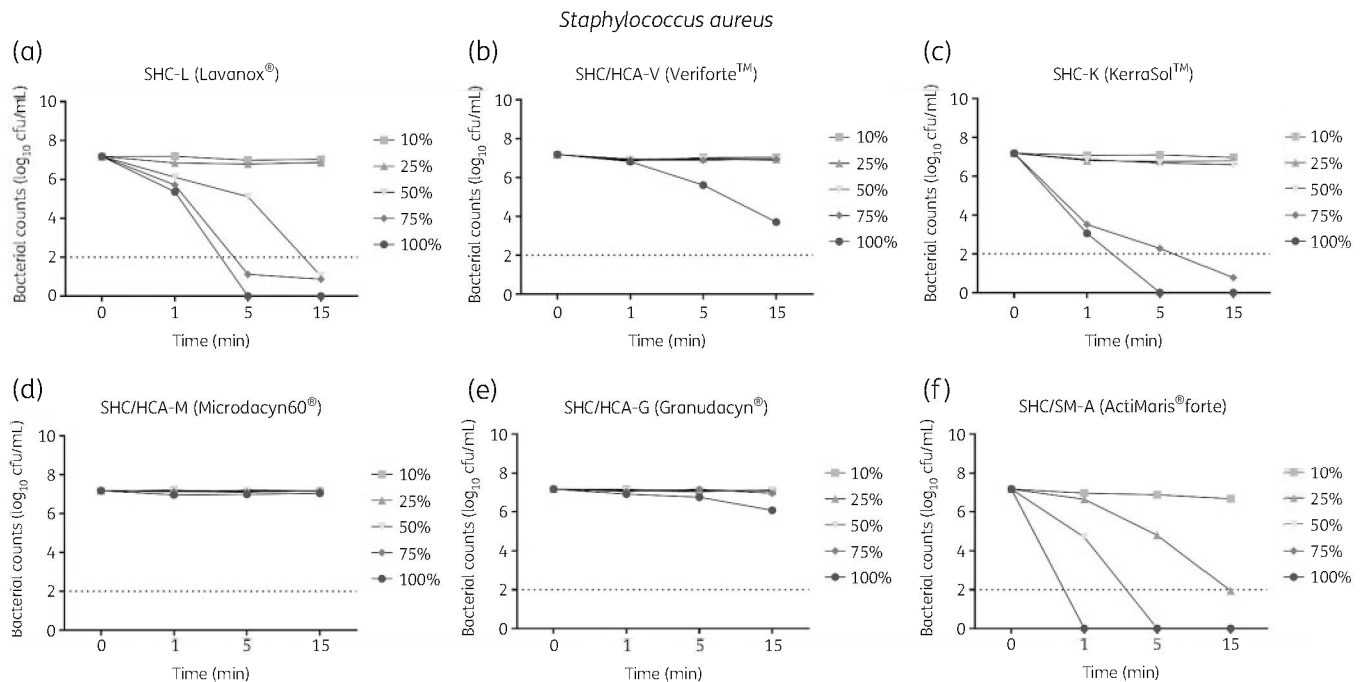 Staphylococcus aureus
(a)
SHC-L (Lavanox®)
Bacterial counts (log10 cfu/mL)
10
8
6
4
2
0
0 1 5 15
Time (min)
10%
25%
50%
75%
100%
(b)
SHC/HCA-V (Veriforte™)
Bacterial counts (log10 cfu/mL)
10
8
6
4
2
0
0 1 5 15
Time (min)
10%
25%
50%
75%
100%
(c)
SHC-K (KerraSol™)
Bacterial counts (log10 cfu/mL)
10
8
6
4
2
0
0 1 5 15
Time (min)
10%
25%
50%
75%
100%
(d)
SHC/HCA-M (Microdacyn60®)
Bacterial counts (log10 cfu/mL)
10
8
6
4
2
0
0 1 5 15
Time (min)
10%
25%
50%
75%
100%
(e)
SHC/HCA-G (Granudacyn®)
Bacterial counts (log10 cfu/mL)
10
8
6
4
2
0
0 1 5 15
Time (min)
10%
25%
50%
75%
100%
(f)
SHC/SM-A (ActiMaris®forte)
Bacterial counts (log10 cfu/mL)
10
8
6
4
2
0
0 1 5 15
Time (min)
10%
25%
50%
75%
100%